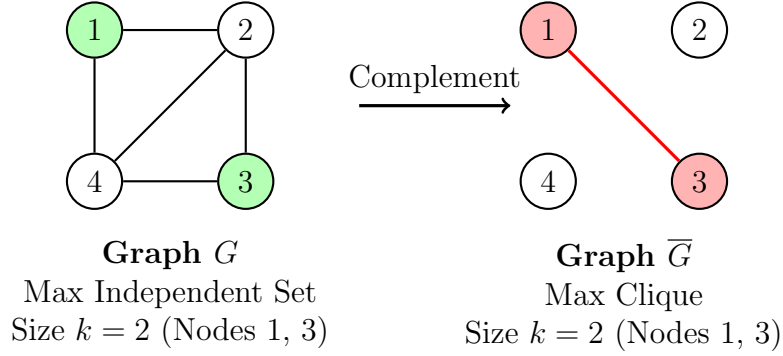 1
2
4
3
Graph G
Max Independent Set
Size k = 2 (Nodes 1, 3)
Complement
1
2
4
3
Graph G̅
Max Clique
Size k = 2 (Nodes 1, 3)